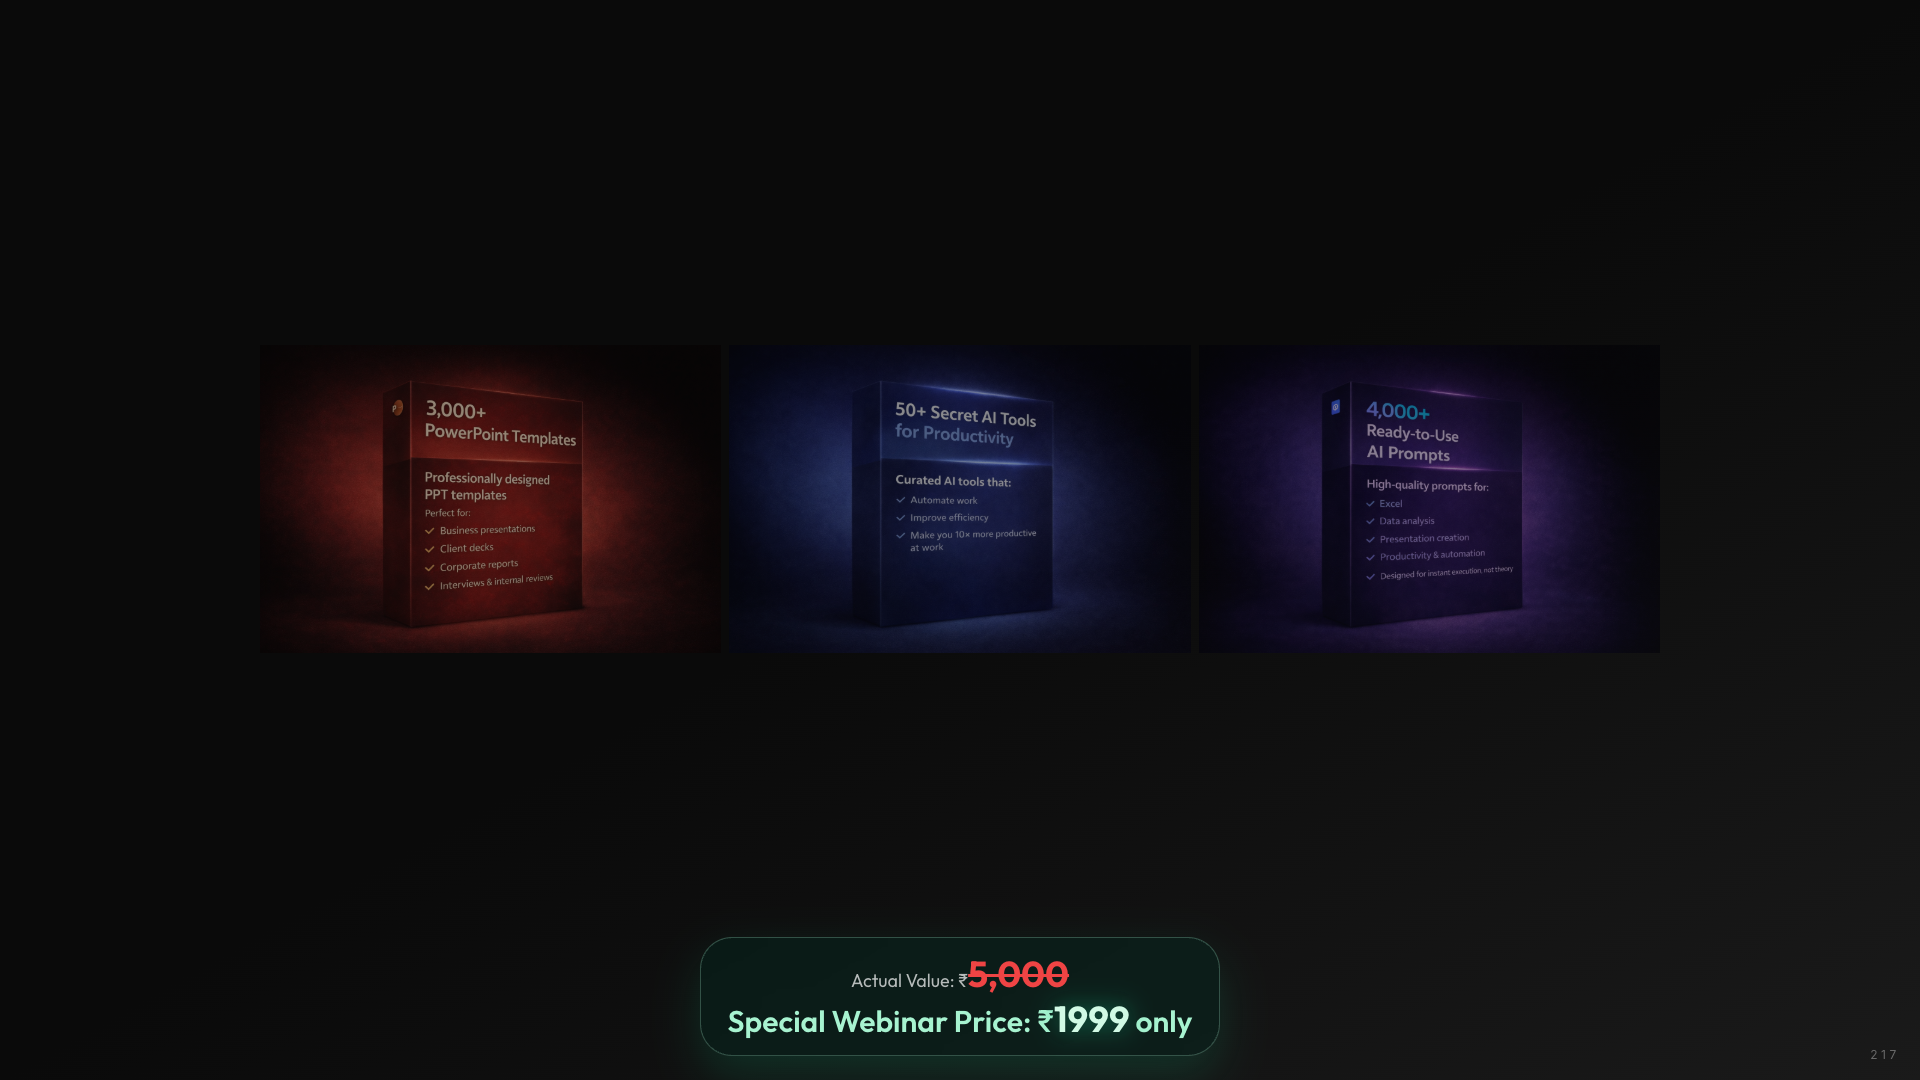 3,000+
PowerPoint Templates
Professionally designed
PPT templates
Perfect for:
Business presentations
Client decks
Corporate reports
Interviews & internal reviews
50+ Secret AI Tools
for Productivity
Curated AI tools that:
Automate work
Improve efficiency
Make you 10× more productive
at work
4,000+
Ready-to-Use
AI Prompts
High-quality prompts for:
Excel
Data analysis
Presentation creation
Productivity & automation
Designed for instant execution, not theory
Actual Value: ₹5,000
Special Webinar Price: ₹1999 only
217